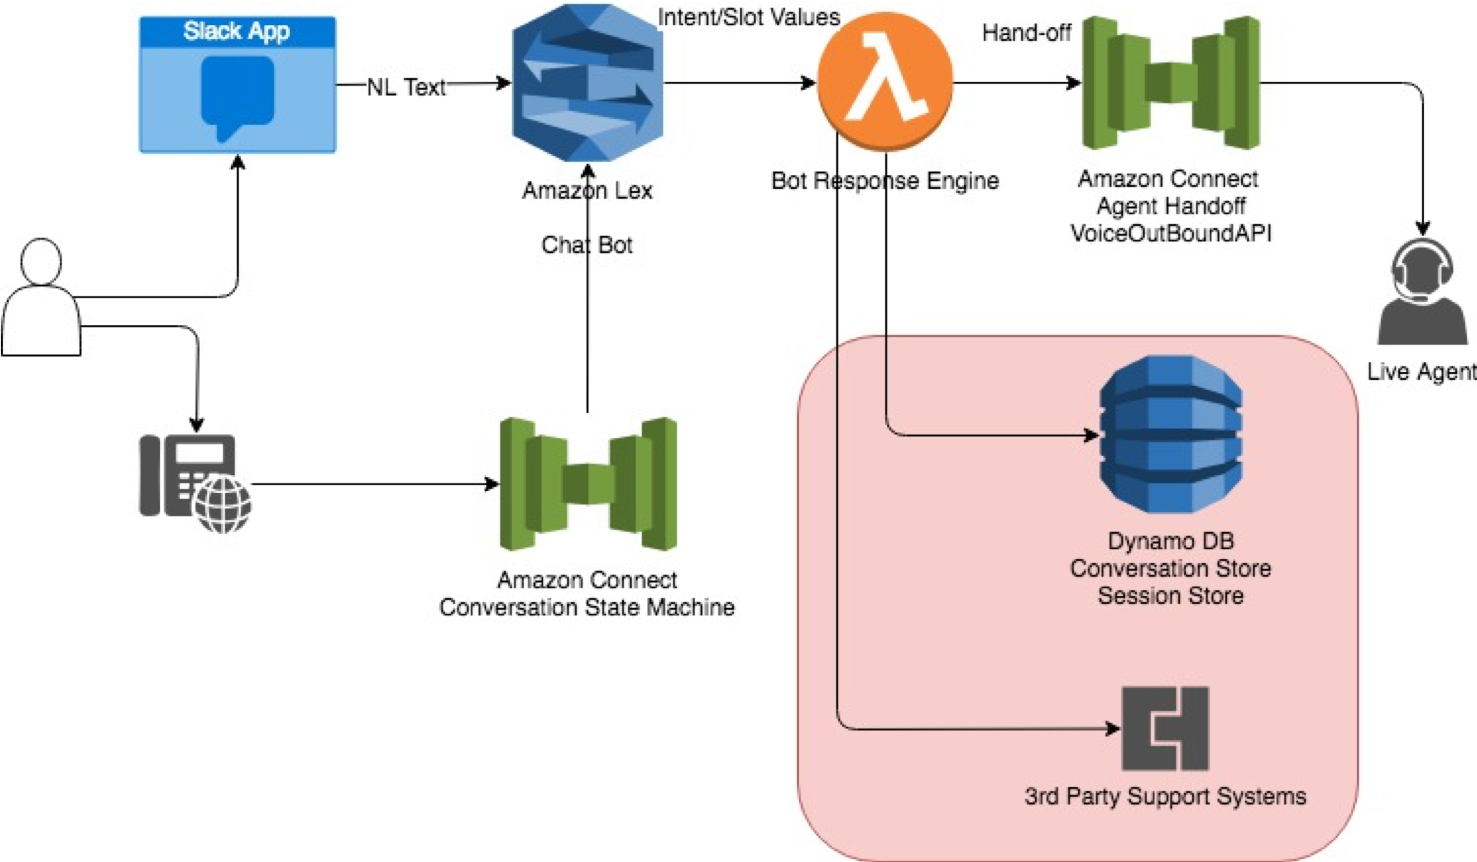 Slack App
NL Text
Intent/Slot Values
Hand-off
Amazon Lex
Chat Bot
Bot Response Engine
Amazon Connect
Agent Handoff
VoiceOutBoundAPI
Live Agent
Amazon Connect
Conversation State Machine
Dynamo DB
Conversation Store
Session Store
3rd Party Support Systems